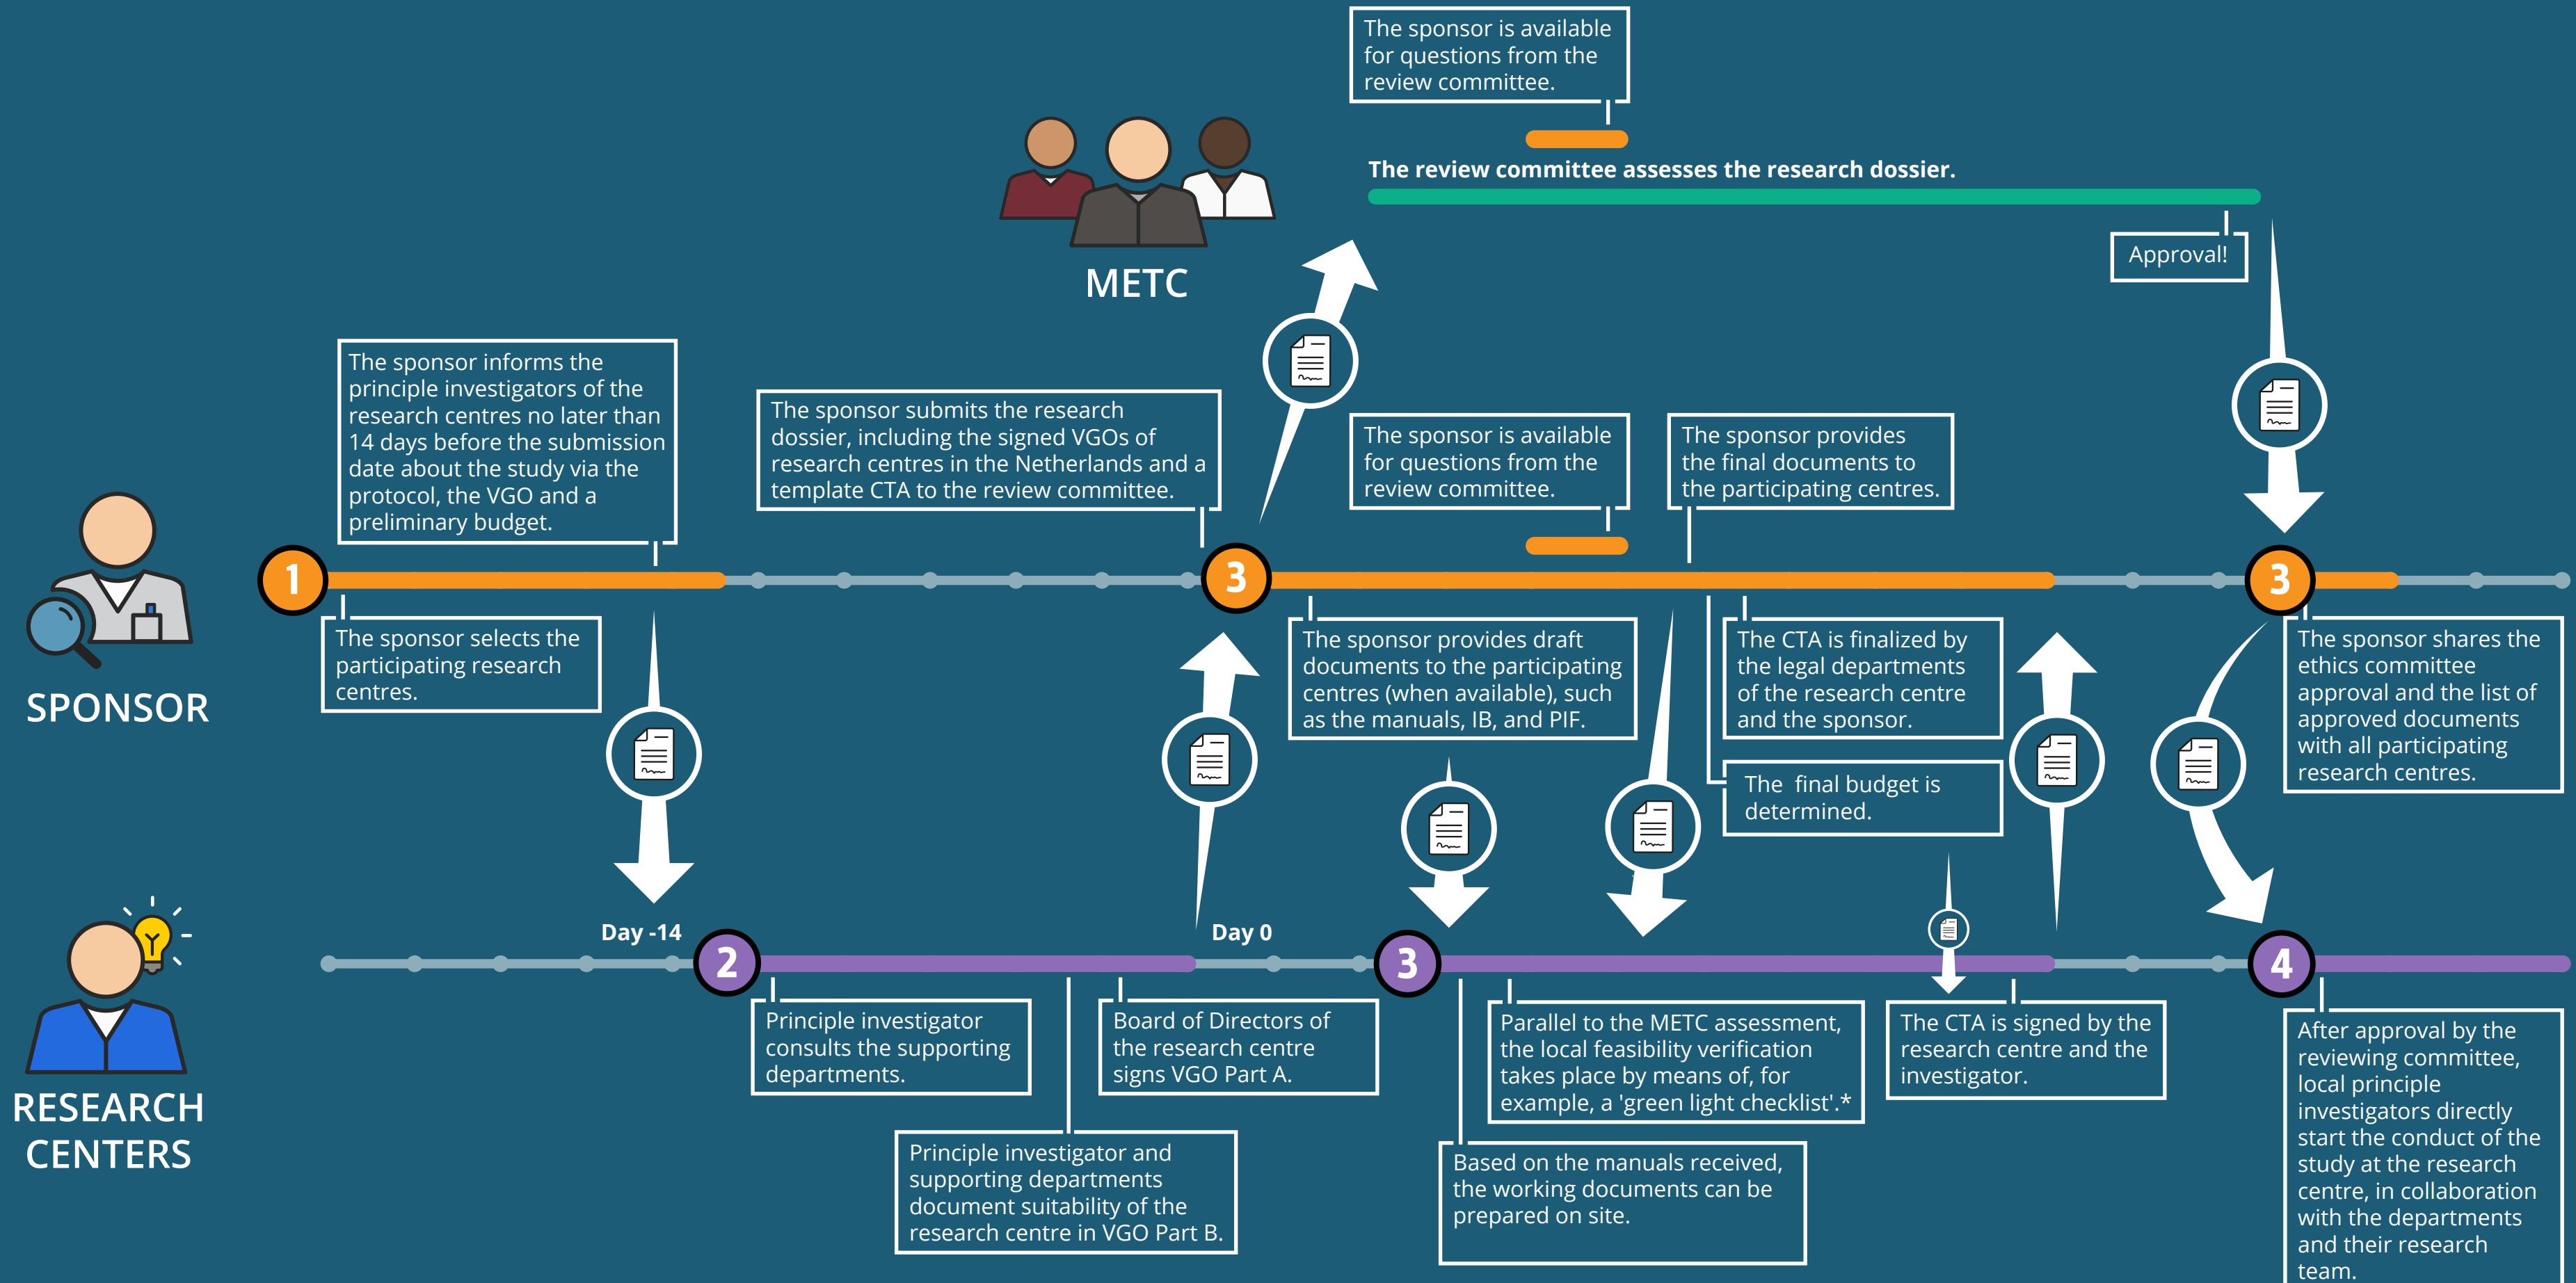 The sponsor is available
for questions from the
review committee.
The review committee assesses the research dossier.
METC
Approval!
The sponsor informs the
principle investigators of the
research centres no later than
14 days before the submission
date about the study via the
protocol, the VGO and a
preliminary budget.
The sponsor submits the research
dossier, including the signed VGOs of
research centres in the Netherlands and a
template CTA to the review committee.
The sponsor is available
for questions from the
review committee.
The sponsor provides
the final documents to
the participating centres.
1
3
3
SPONSOR
The sponsor selects the
participating research
centres.
The sponsor provides draft
documents to the participating
centres (when available), such
as the manuals, IB, and PIF.
The CTA is finalized by
the legal departments
of the research centre
and the sponsor.
The final budget is
determined.
The sponsor shares the
ethics committee
approval and the list of
approved documents
with all participating
research centres.
Day -14
Day 0
2
3
4
RESEARCH
CENTERS
Principle investigator
consults the supporting
departments.
Board of Directors of
the research centre
signs VGO Part A.
Principle investigator and
supporting departments
document suitability of the
research centre in VGO Part B.
Parallel to the METC assessment,
the local feasibility verification
takes place by means of, for
example, a 'green light checklist'.*
Based on the manuals received,
the working documents can be
prepared on site.
The CTA is signed by the
research centre and the
investigator.
After approval by the
reviewing committee,
local principle
investigators directly
start the conduct of the
study at the research
centre, in collaboration
with the departments
and their research
team.